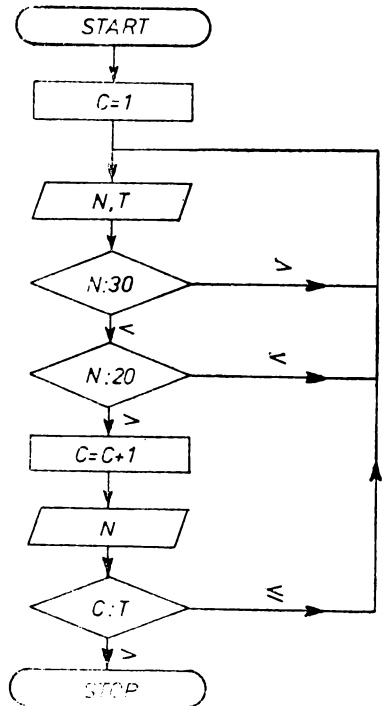 START
C=1
N,T
N:30
>
<
N:20
<
>
C=C+1
N
C:T
≤
>
STOP